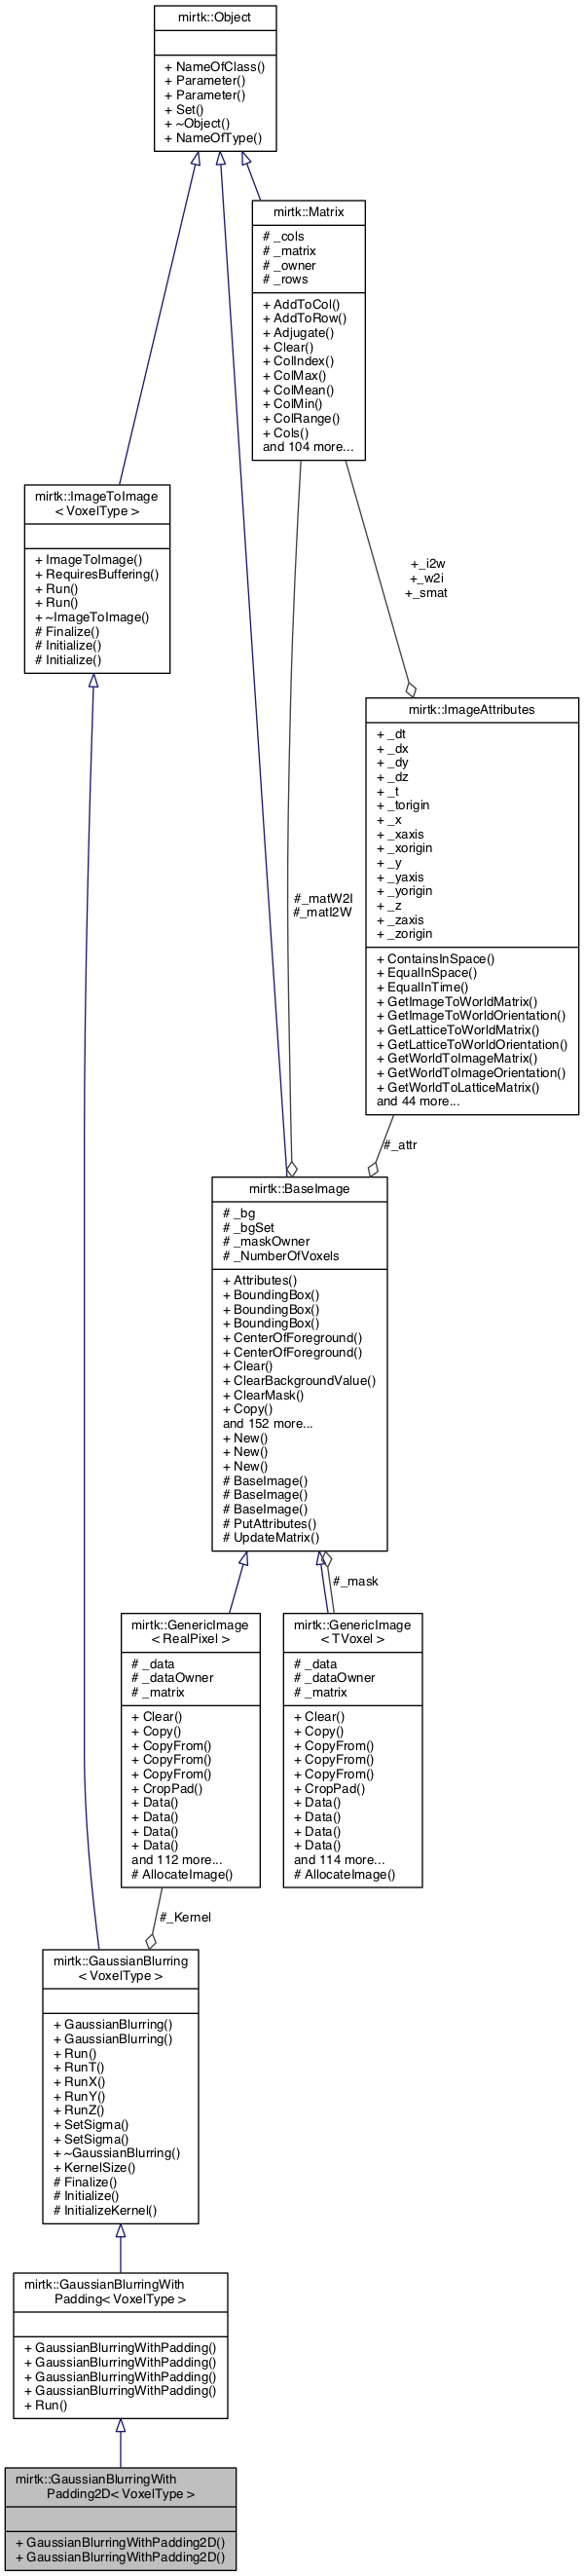 mirtk::Object
+ NameOfClass()
+ Parameter()
+ Parameter()
+ Set()
+ ~Object()
+ NameOfType()
mirtk::Matrix
# _cols
# _matrix
# _owner
# _rows
+ AddToCol()
+ AddToRow()
+ Adjugate()
+ Clear()
+ ColIndex()
+ ColMax()
+ ColMean()
+ ColMin()
+ ColRange()
+ Cols()
and 104 more...
mirtk::ImageToImage
< VoxelType >
+ ImageToImage()
+ RequiresBuffering()
+ Run()
+ Run()
+ ~ImageToImage()
# Finalize()
# Initialize()
# Initialize()
+_i2w
+_w2i
+_smat
mirtk::ImageAttributes
+ _dt
+ _dx
+ _dy
+ _dz
+ _t
+ _torigin
+ _x
+ _xaxis
+ _xorigin
+ _y
+ _yaxis
+ _yorigin
+ _z
+ _zaxis
+ _zorigin
+ ContainsInSpace()
+ EqualInSpace()
+ EqualInTime()
+ GetImageToWorldMatrix()
+ GetImageToWorldOrientation()
+ GetLatticeToWorldMatrix()
+ GetLatticeToWorldOrientation()
+ GetWorldToImageMatrix()
+ GetWorldToImageOrientation()
+ GetWorldToLatticeMatrix()
and 44 more...
#_matW2I
#_matI2W
#_attr
mirtk::BaseImage
# _bg
# _bgSet
# _maskOwner
# _NumberOfVoxels
+ Attributes()
+ BoundingBox()
+ BoundingBox()
+ BoundingBox()
+ CenterOfForeground()
+ CenterOfForeground()
+ Clear()
+ ClearBackgroundValue()
+ ClearMask()
+ Copy()
and 152 more...
+ New()
+ New()
+ New()
# BaseImage()
# BaseImage()
# BaseImage()
# PutAttributes()
# UpdateMatrix()
#_mask
mirtk::GenericImage
< RealPixel >
# _data
# _dataOwner
# _matrix
+ Clear()
+ Copy()
+ CopyFrom()
+ CopyFrom()
+ CopyFrom()
+ CropPad()
+ Data()
+ Data()
+ Data()
+ Data()
and 112 more...
# AllocateImage()
mirtk::GenericImage
< TVoxel >
# _data
# _dataOwner
# _matrix
+ Clear()
+ Copy()
+ CopyFrom()
+ CopyFrom()
+ CopyFrom()
+ CropPad()
+ Data()
+ Data()
+ Data()
+ Data()
and 114 more...
# AllocateImage()
#_Kernel
mirtk::GaussianBlurring
< VoxelType >
+ GaussianBlurring()
+ GaussianBlurring()
+ Run()
+ RunT()
+ RunX()
+ RunY()
+ RunZ()
+ SetSigma()
+ SetSigma()
+ ~GaussianBlurring()
+ KernelSize()
# Finalize()
# Initialize()
# InitializeKernel()
mirtk::GaussianBlurringWith
Padding< VoxelType >
+ GaussianBlurringWithPadding()
+ GaussianBlurringWithPadding()
+ GaussianBlurringWithPadding()
+ GaussianBlurringWithPadding()
+ Run()
mirtk::GaussianBlurringWith
Padding2D< VoxelType >
+ GaussianBlurringWithPadding2D()
+ GaussianBlurringWithPadding2D()